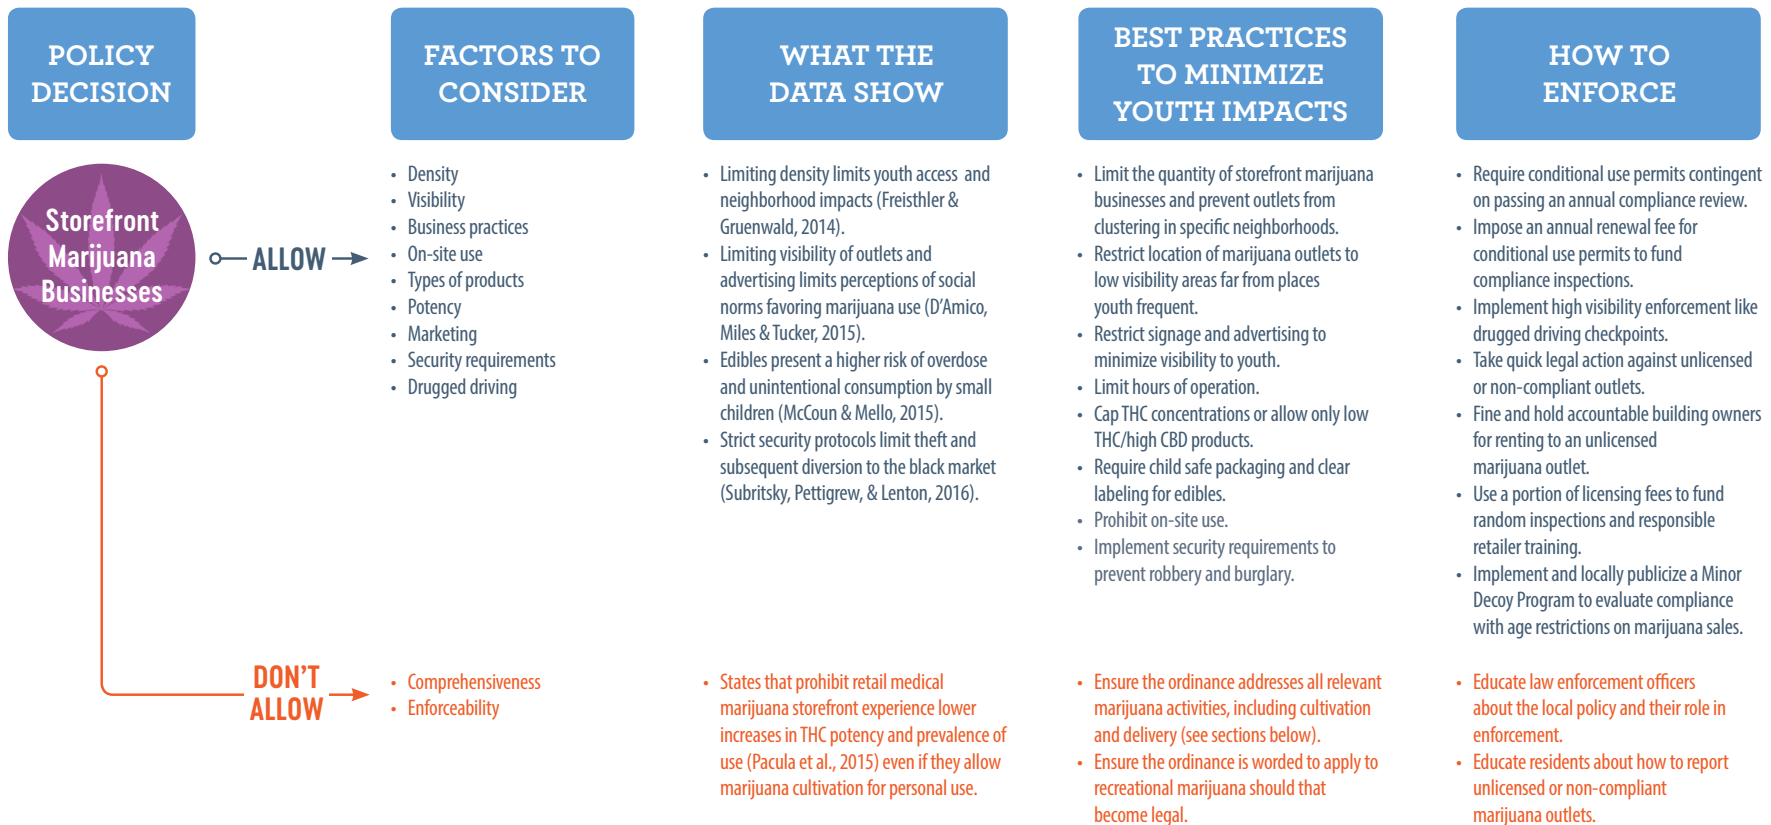 POLICY
DECISION
FACTORS TO
CONSIDER
WHAT THE
DATA SHOW
BEST PRACTICES
TO MINIMIZE
YOUTH IMPACTS
HOW TO
ENFORCE
Storefront
Marijuana
Businesses
ALLOW
• Density
• Visibility
• Business practices
• On-site use
• Types of products
• Potency
• Marketing
• Security requirements
• Drugged driving
• Limiting density limits youth access and
neighborhood impacts (Freisthler &
Gruenwald, 2014).
• Limiting visibility of outlets and
advertising limits perceptions of social
norms favoring marijuana use (D'Amico,
Miles & Tucker, 2015).
• Edibles present a higher risk of overdose
and unintentional consumption by small
children (McCoun & Mello, 2015).
• Strict security protocols limit theft and
subsequent diversion to the black market
(Subritsky, Pettigrew, & Lenton, 2016).
• Limit the quantity of storefront marijuana
businesses and prevent outlets from
clustering in specific neighborhoods.
• Restrict location of marijuana outlets to
low visibility areas far from places
youth frequent.
• Restrict signage and advertising to
minimize visibility to youth.
• Limit hours of operation.
• Cap THC concentrations or allow only low
THC/high CBD products.
• Require child safe packaging and clear
labeling for edibles.
• Prohibit on-site use.
• Implement security requirements to
prevent robbery and burglary.
• Require conditional use permits contingent
on passing an annual compliance review.
• Impose an annual renewal fee for
conditional use permits to fund
compliance inspections.
• Implement high visibility enforcement like
drugged driving checkpoints.
• Take quick legal action against unlicensed
or non-compliant outlets.
• Fine and hold accountable building owners
for renting to an unlicensed
marijuana outlet.
• Use a portion of licensing fees to fund
random inspections and responsible
retailer training.
• Implement and locally publicize a Minor
Decoy Program to evaluate compliance
with age restrictions on marijuana sales.
DON'T
ALLOW
• Comprehensiveness
• Enforceability
• States that prohibit retail medical
marijuana storefront experience lower
increases in THC potency and prevalence of
use (Pacula et al., 2015) even if they allow
marijuana cultivation for personal use.
• Ensure the ordinance addresses all relevant
marijuana activities, including cultivation
and delivery (see sections below).
• Ensure the ordinance is worded to apply to
recreational marijuana should that
become legal.
• Educate law enforcement officers
about the local policy and their role in
enforcement.
• Educate residents about how to report
unlicensed or non-compliant
marijuana outlets.